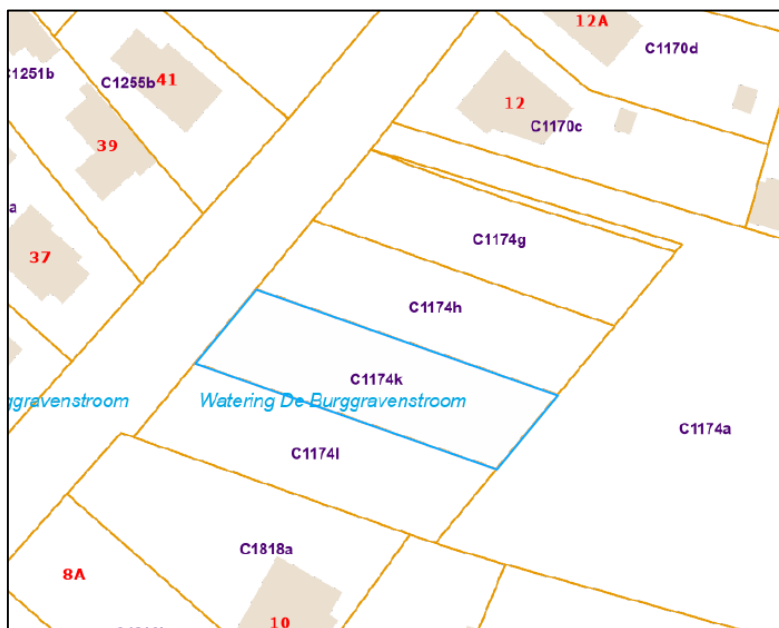 12A
C1170d
C1251b
C1255b
41
12
C1170c
39
a
C1174g
37
C1174h
C1174k
ggravenstroom
Watering De Burggravenstroom
C1174a
C1174l
C1818a
8A
10